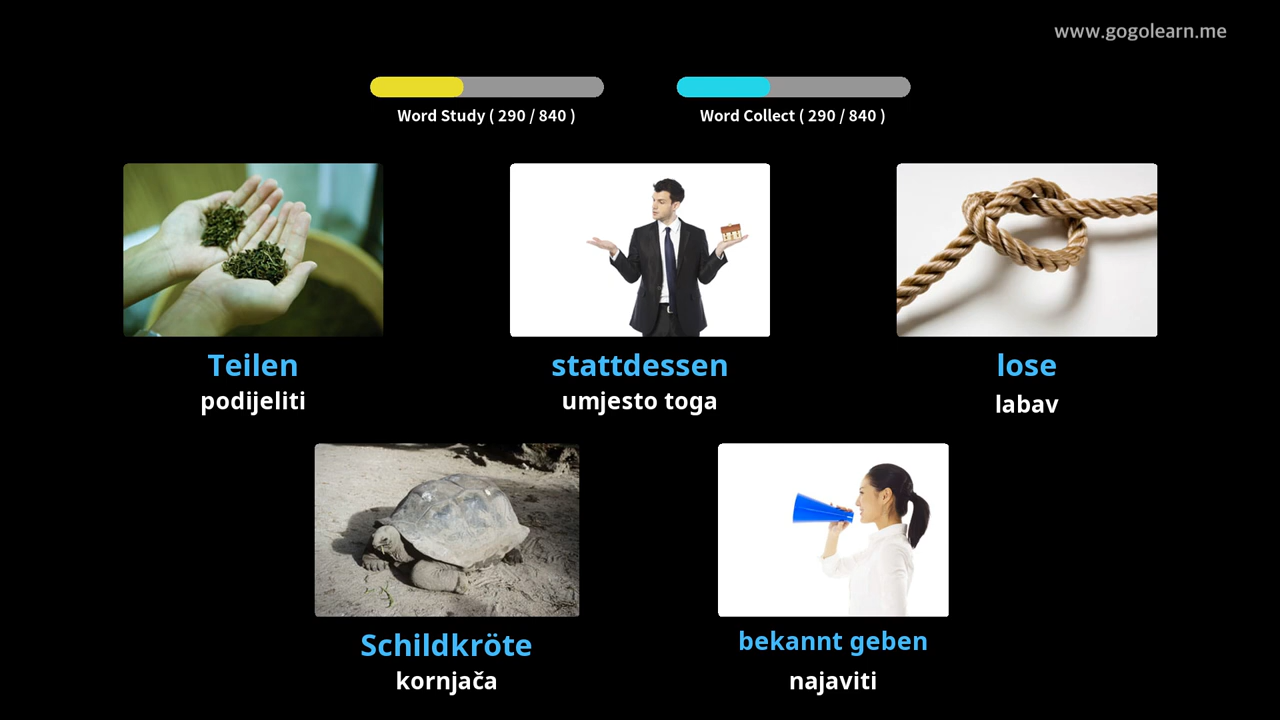 www.gogolearn.me
Word Study ( 290 / 840 )
Word Collect ( 290 / 840 )
Teilen
podijeliti
stattdessen
umjesto toga
lose
labav
Schildkröte
kornjača
bekannt geben
najaviti